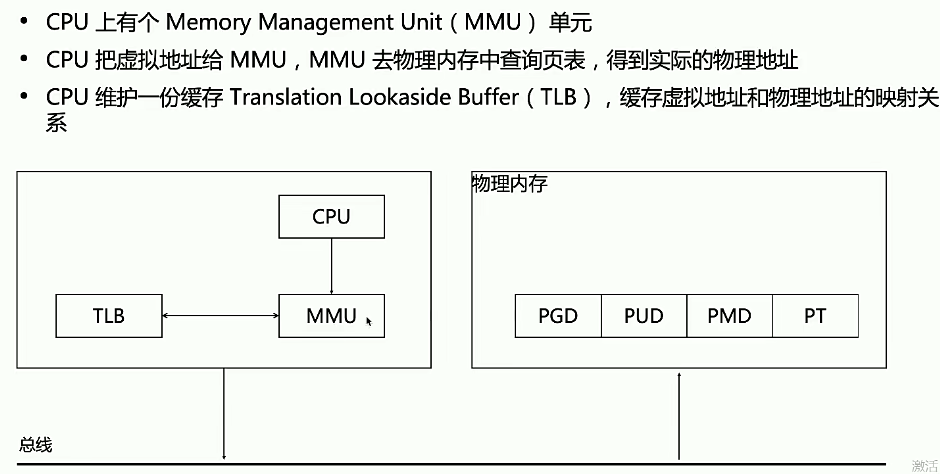 • CPU 上有个 Memory Management Unit（MMU） 单元
• CPU 把虚拟地址给 MMU，MMU 去物理内存中查询页表，得到实际的物理地址
• CPU 维护一份缓存 Translation Lookaside Buffer（TLB），缓存虚拟地址和物理地址的映射关
系
物理内存
CPU
TLB
MMU
PGD
PUD
PMD
PT
总线
激活